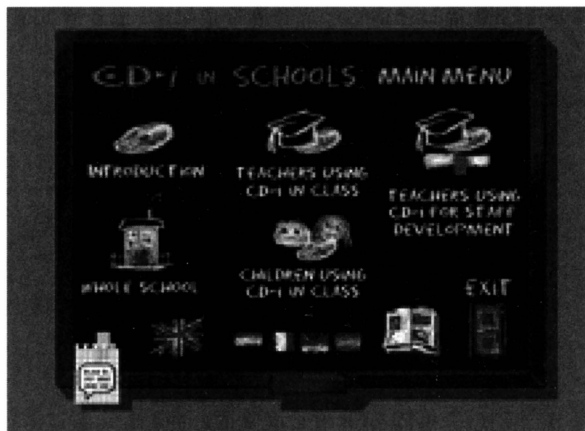 CD-i IN SCHOOLS MAIN MENU
INTRODUCTION
TEACHERS USING
CD-i IN CLASS
TEACHERS USING
CD-i FOR STAFF
DEVELOPMENT
WHOLE SCHOOL
CHILDREN USING
CD-i IN CLASS
EXIT